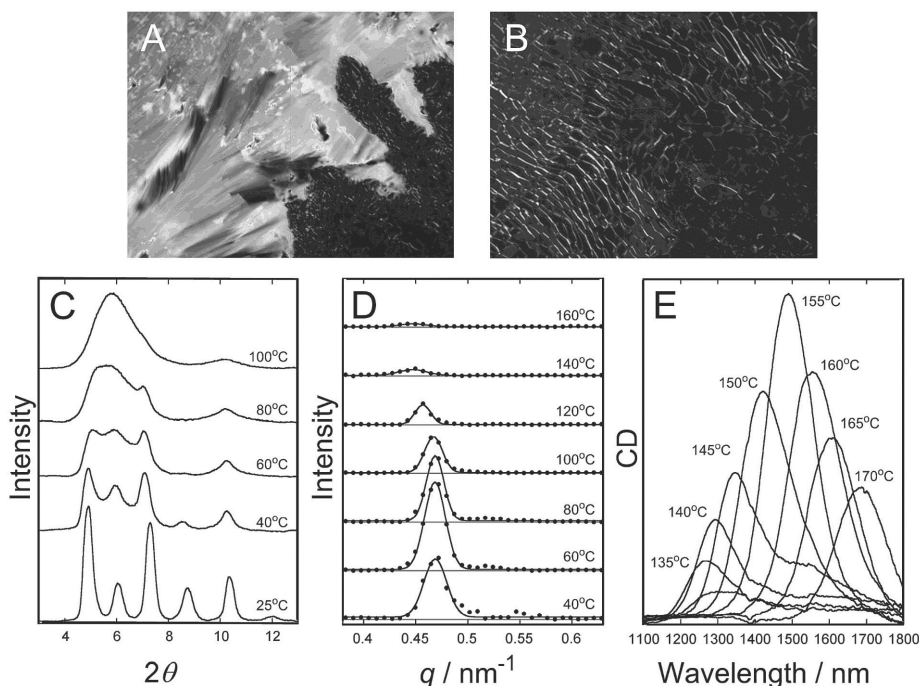 A
B
C
100°C
80°C
60°C
40°C
25°C
Intensity
4 6 8 10 12
2θ
D
160°C
140°C
120°C
100°C
80°C
60°C
40°C
Intensity
0.4 0.45 0.5 0.55 0.6
q / nm⁻¹
E
155°C
160°C
150°C
165°C
145°C
170°C
140°C
135°C
CD
1100 1200 1300 1400 1500 1600 1700 1800
Wavelength / nm